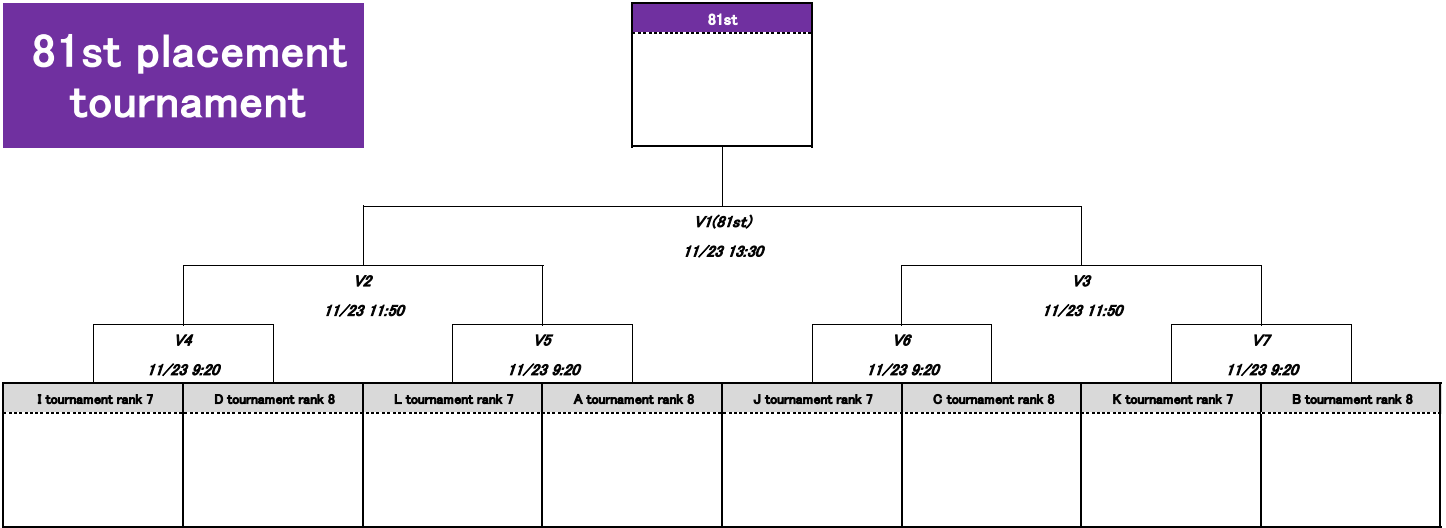 81st placement
tournament
81st
V1(81st)
11/23 13:30
V2
V3
11/23 11:50
11/23 11:50
V4
V5
V6
V7
11/23 9:20
11/23 9:20
11/23 9:20
11/23 9:20
I tournament rank 7
D tournament rank 8
L tournament rank 7
A tournament rank 8
J tournament rank 7
C tournament rank 8
K tournament rank 7
B tournament rank 8